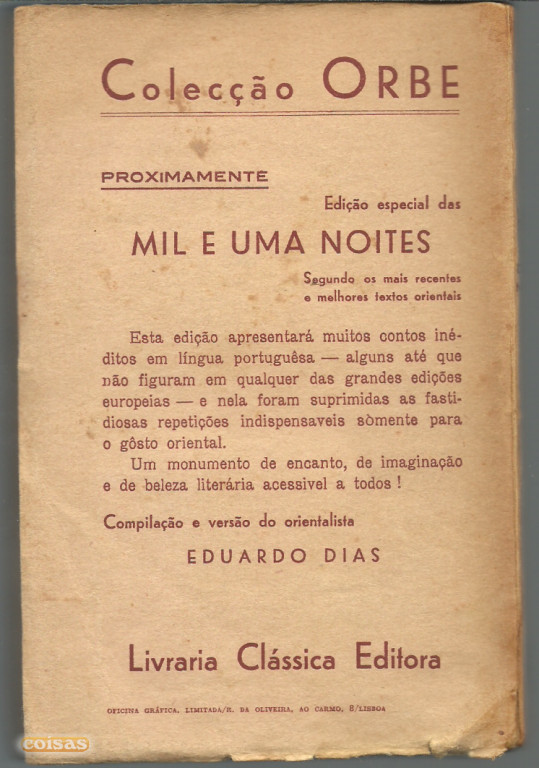 Colecção ORBE
PROXIMAMENTE
Edição especial das
MIL E UMA NOITES
Segundo os mais recentes
e melhores textos orientais
Esta edição apresentará muitos contos iné-
ditos em língua portuguêsa — alguns até que
não figuram em qualquer das grandes edições
europeias — e nela foram suprimidas as fasti-
diosas repetições indispensaveis sòmente para
o gôsto oriental.
Um monumento de encanto, de imaginação
e de beleza literária acessivel a todos !
Compilação e versão do orientalista
EDUARDO DIAS
Livraria Clássica Editora
OFICINA GRÁFICA, LIMITADA/R. DA OLIVEIRA, AO CARMO, 8/LISBOA
coisas